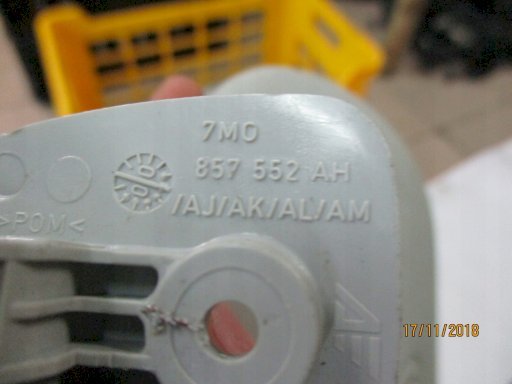 7M0
857 552 AH
/AJ/AK/AL/AM
>POM<
17/11/2018